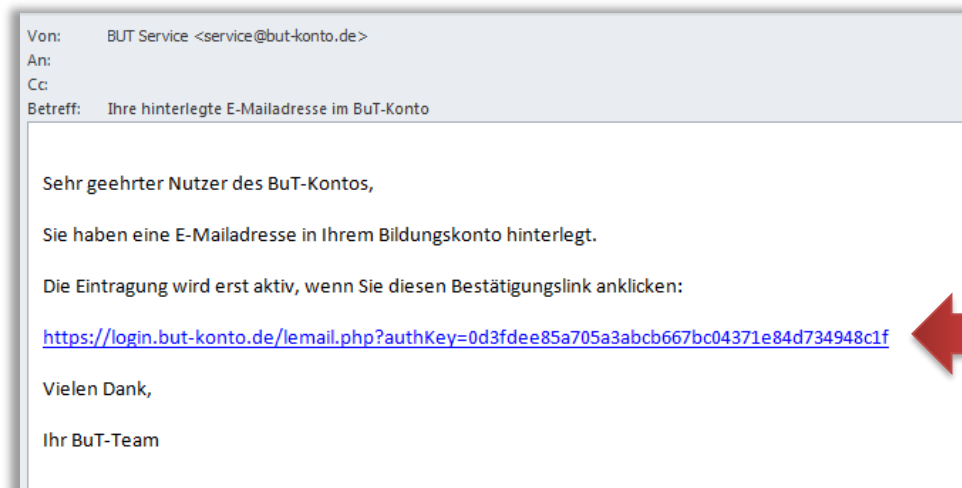 Von: BUT Service <service@but-konto.de>
An:
Cc:
Betreff: Ihre hinterlegte E-Mailadresse im BuT-Konto
Sehr geehrter Nutzer des BuT-Kontos,
Sie haben eine E-Mailadresse in Ihrem Bildungskonto hinterlegt.
Die Eintragung wird erst aktiv, wenn Sie diesen Bestätigungslink anklicken:
https://login.but-konto.de/lemail.php?authKey=0d3fdee85a705a3abcb667bc04371e84d734948c1f
Vielen Dank,
Ihr BuT-Team